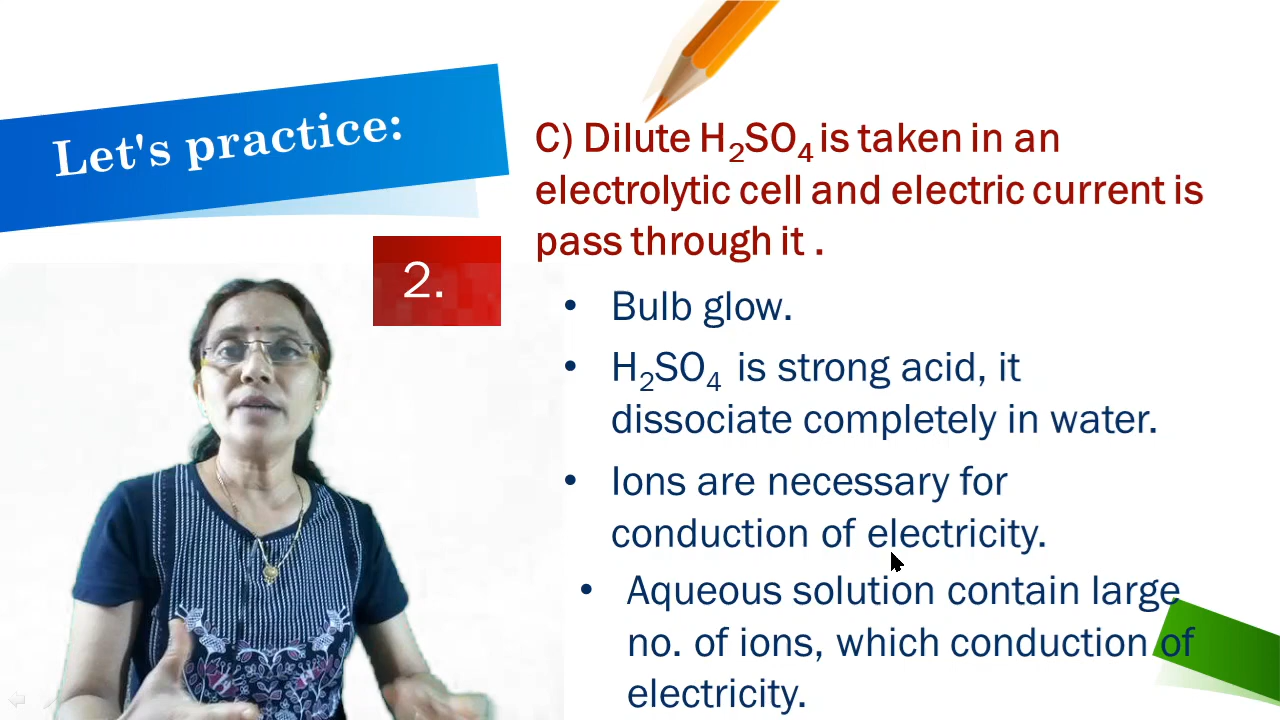 Let's practice:
2.
C) Dilute H₂SO₄ is taken in an
electrolytic cell and electric current is
pass through it .
• Bulb glow.
• H₂SO₄ is strong acid, it
dissociate completely in water.
• Ions are necessary for
conduction of electricity.
• Aqueous solution contain large
no. of ions, which conduction of
electricity.